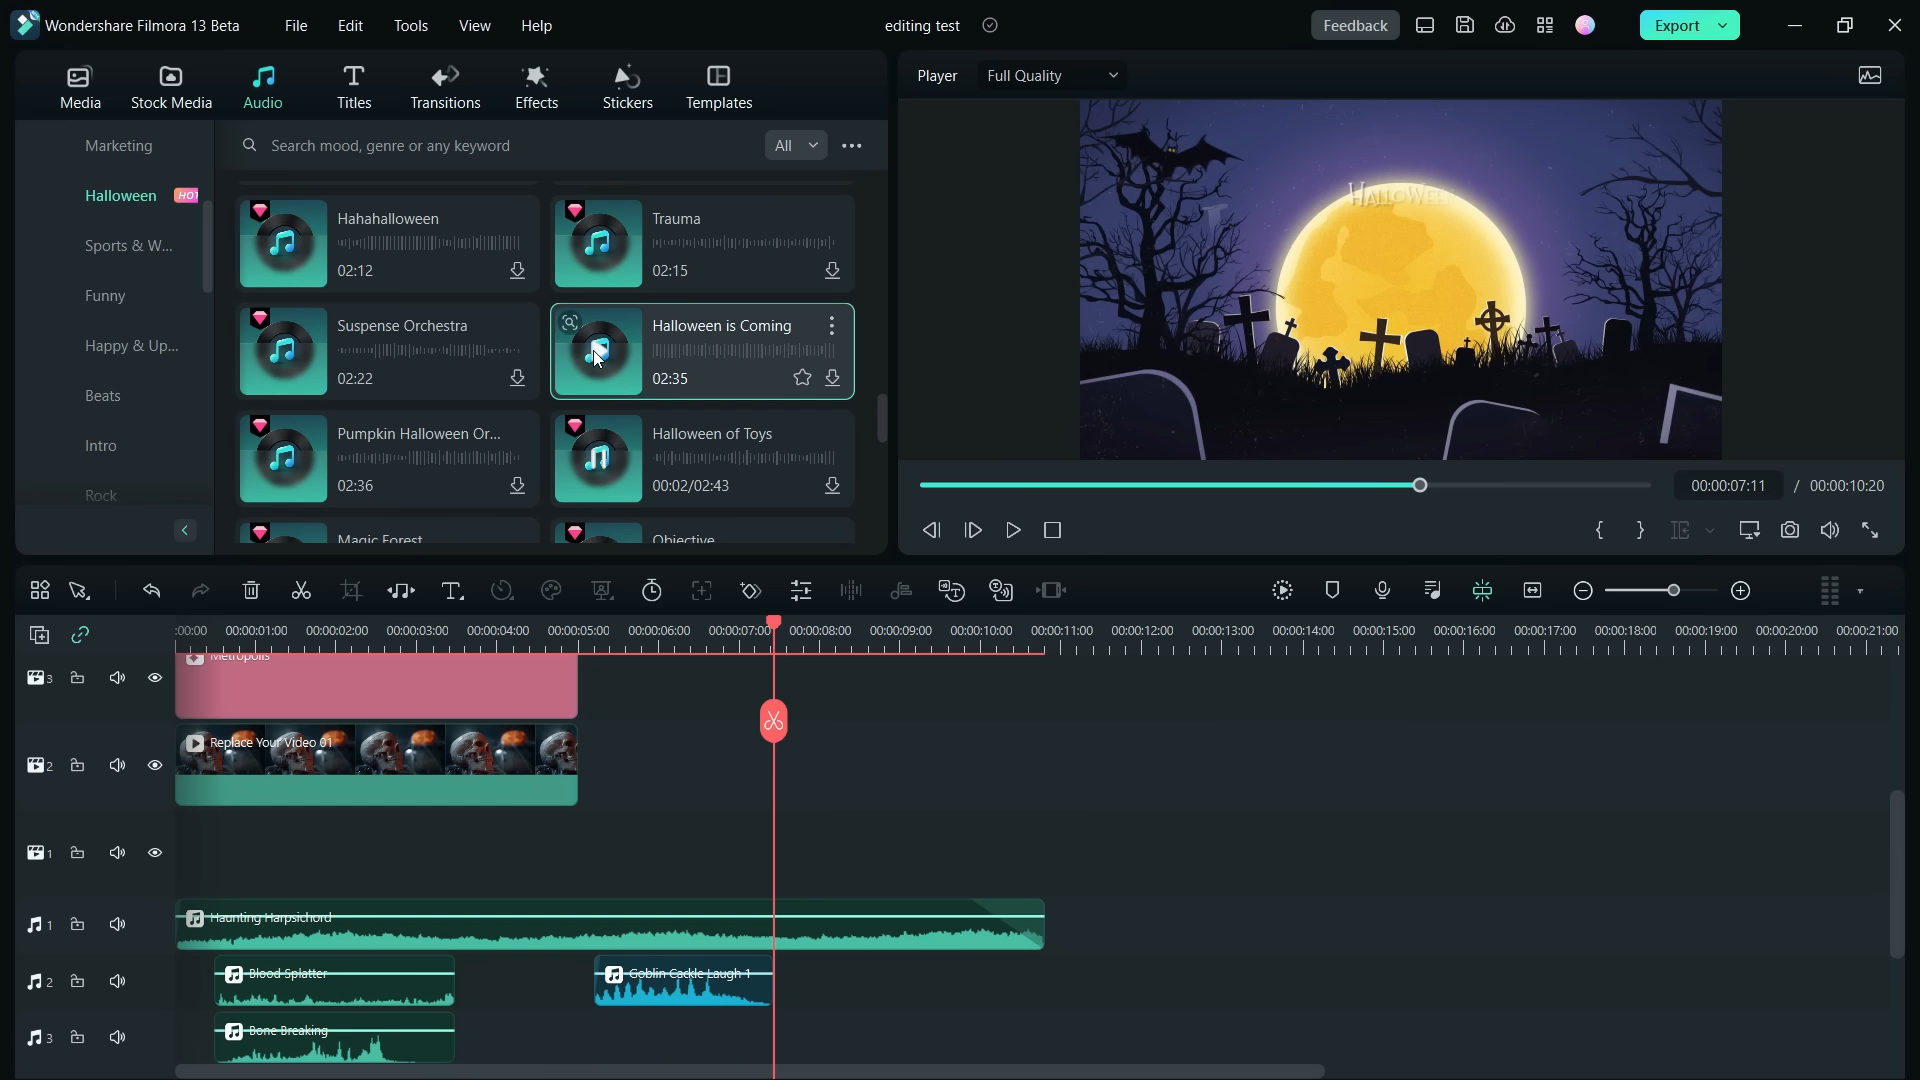 Wondershare Filmora 13 Beta
File
Edit
Tools
View
Help
editing test
Feedback
Export
Media
Stock Media
Audio
Titles
Transitions
Effects
Stickers
Templates
Player
Full Quality
Marketing
Halloween
HOT
Sports & W...
Funny
Happy & Up...
Beats
Intro
Rock
Search mood, genre or any keyword
All
Hahahalloween
02:12
Trauma
02:15
Suspense Orchestra
02:22
Halloween is Coming
02:35
Pumpkin Halloween Or...
02:36
Halloween of Toys
00:02/02:43
Magic Forest
Objective
HALLOWEEN
00:00:07:11 / 00:00:10:20
:00:00 00:00:01:00 00:00:02:00 00:00:03:00 00:00:04:00 00:00:05:00 00:00:06:00 00:00:07:00 00:00:08:00 00:00:09:00 00:00:10:00 00:00:11:00 00:00:12:00 00:00:13:00 00:00:14:00 00:00:15:00 00:00:16:00 00:00:17:00 00:00:18:00 00:00:19:00 00:00:20:00 00:00:21:00
3
Metropolis
2
Replace Your Video 01
1
1
Haunting Harpsichord
2
Blood Splatter
Goblin Cackle Laugh 1
3
Bone Breaking